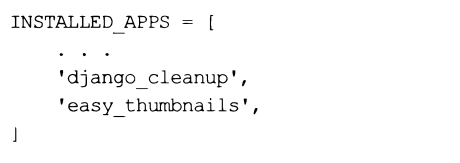 INSTALLED_APPS = [
    . . .
    'django_cleanup',
    'easy_thumbnails',
]